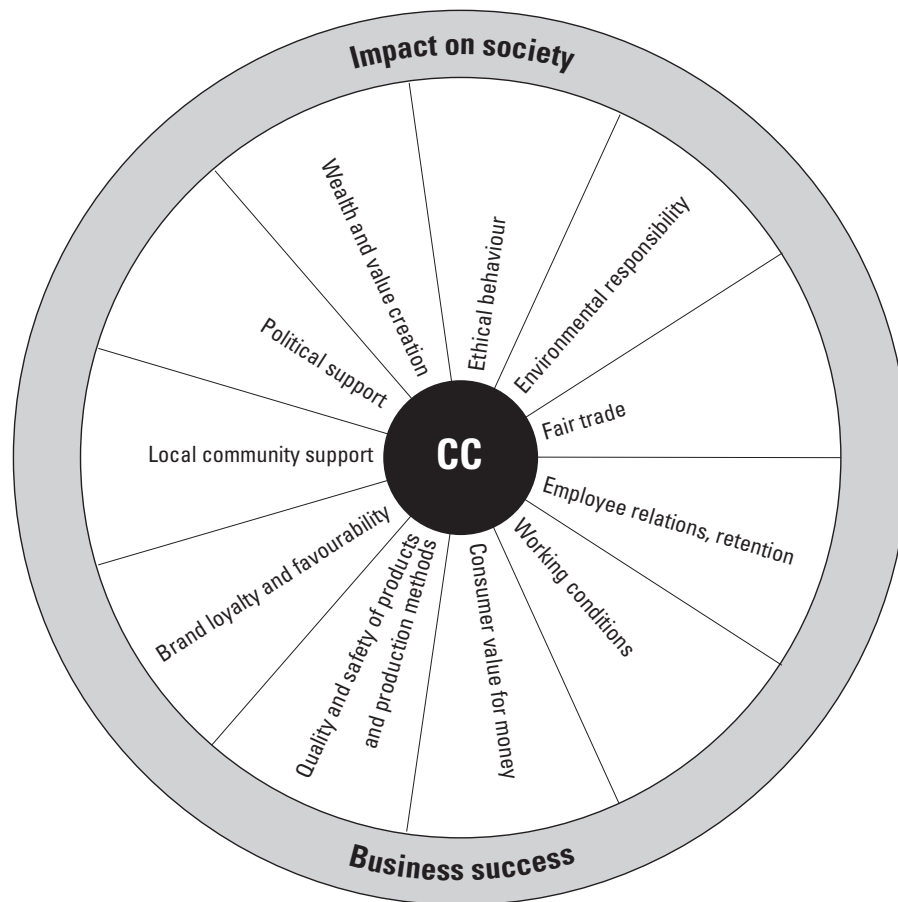 Impact on society
Wealth and value creation
Ethical behaviour
Environmental responsibility
Political support
Fair trade
Local community support
CC
Employee relations, retention
Brand loyalty and favourability
Quality and safety of products
and production methods
Consumer value for money
Working conditions
Business success